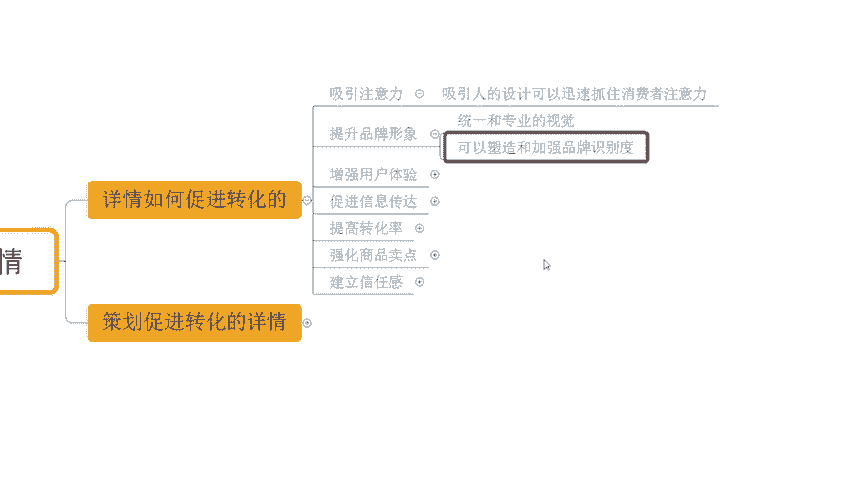 吸引注意力
吸引人的设计可以迅速抓住消费者注意力
提升品牌形象
统一和专业的视觉
可以塑造和加强品牌识别度
增强用户体验
促进信息传达
提高转化率
强化商品卖点
建立信任感
详情如何促进转化的
情
策划促进转化的详情